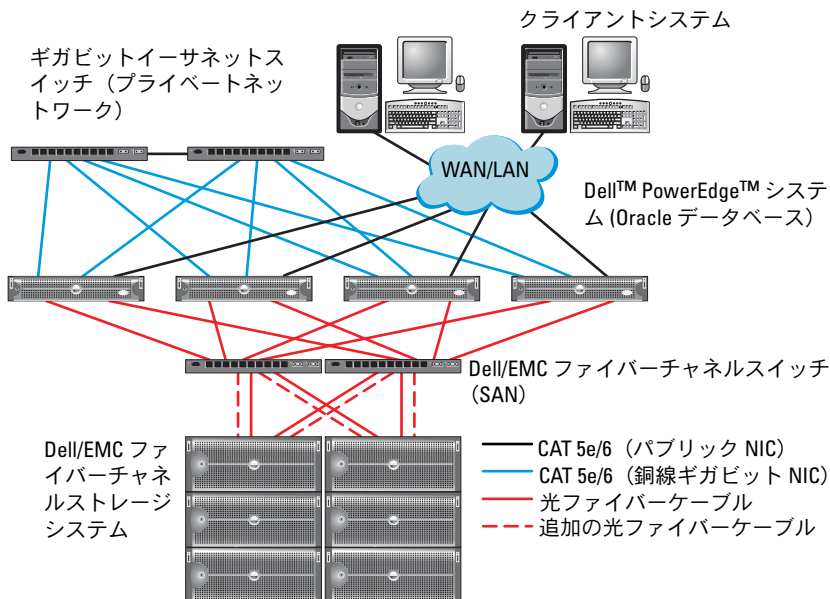 クライアントシステム
ギガビットイーサネットス
イッチ（プライベートネッ
トワーク）
WAN/LAN
Dell™ PowerEdge™ システ
ム (Oracle データベース）
Dell/EMC ファイバーチャネルスイッチ
（SAN）
Dell/EMC ファ
イバーチャネ
ルストレージ
システム
CAT 5e/6（パブリック NIC）
CAT 5e/6（銅線ギガビット NIC）
光ファイバーケーブル
追加の光ファイバーケーブル